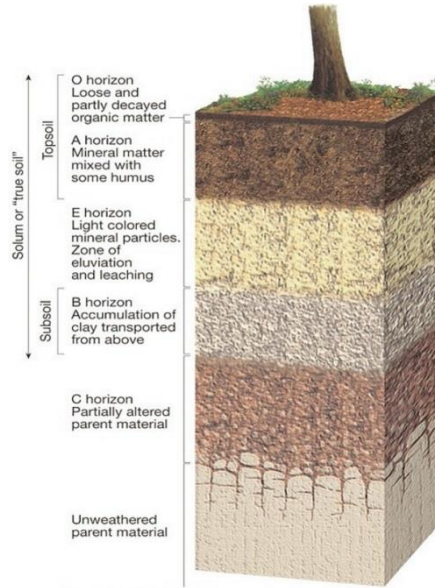 Solum or "true soil"
Topsoil
O horizon
Loose and
partly decayed
organic matter
A horizon
Mineral matter
mixed with
some humus
E horizon
Light colored
mineral particles.
Zone of
eluviation
and leaching
Subsoil
B horizon
Accumulation of
clay transported
from above
C horizon
Partially altered
parent material
Unweathered
parent material